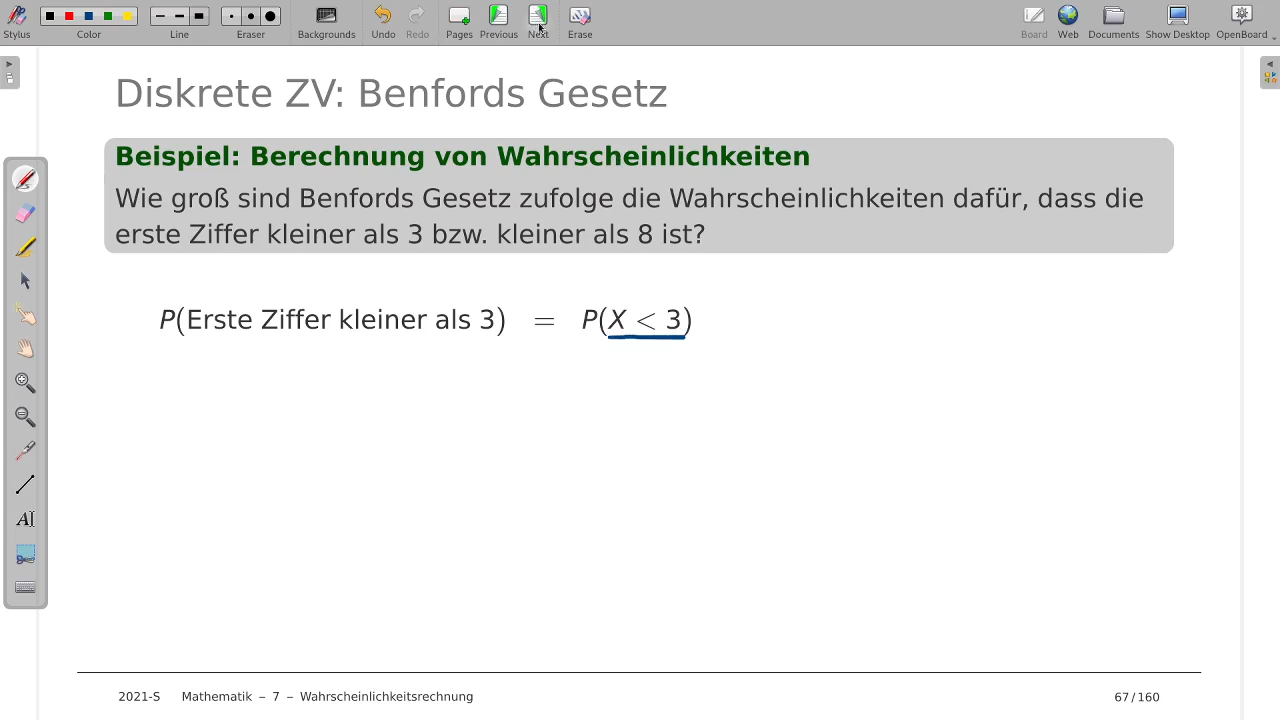 Stylus
Color
Line
Eraser
Backgrounds
Undo
Redo
Pages
Previous
Next
Erase
Board
Web
Documents
Show Desktop
OpenBoard
Diskrete ZV: Benfords Gesetz
Beispiel: Berechnung von Wahrscheinlichkeiten
Wie groß sind Benfords Gesetz zufolge die Wahrscheinlichkeiten dafür, dass die
erste Ziffer kleiner als 3 bzw. kleiner als 8 ist?
P(Erste Ziffer kleiner als 3) = P(X < 3)
2021-S Mathematik – 7 – Wahrscheinlichkeitsrechnung 67/160